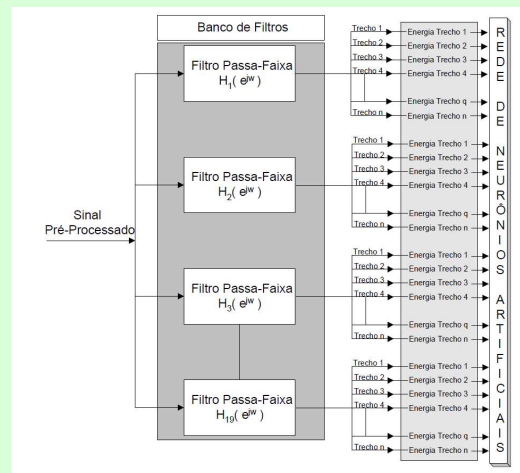 Banco de Filtros
Sinal
Pré-Processado
Filtro Passa-Faixa
H1( e^jw )
Trecho 1
Trecho 2
Trecho 3
Trecho 4
Trecho n
Energia Trecho 1
Energia Trecho 2
Energia Trecho 3
Energia Trecho 4
Energia Trecho q
Energia Trecho n
Filtro Passa-Faixa
H2( e^jw )
Trecho 1
Trecho 2
Trecho 3
Trecho 4
Trecho n
Energia Trecho 1
Energia Trecho 2
Energia Trecho 3
Energia Trecho 4
Energia Trecho q
Energia Trecho n
Filtro Passa-Faixa
H3( e^jw )
Trecho 1
Trecho 2
Trecho 3
Trecho 4
Trecho n
Energia Trecho 1
Energia Trecho 2
Energia Trecho 3
Energia Trecho 4
Energia Trecho q
Energia Trecho n
Filtro Passa-Faixa
H19( e^jw )
Trecho 1
Trecho 2
Trecho 3
Trecho 4
Trecho n
Energia Trecho 1
Energia Trecho 2
Energia Trecho 3
Energia Trecho 4
Energia Trecho q
Energia Trecho n
REDE DE NEURÔNIOS ARTIFICIAIS